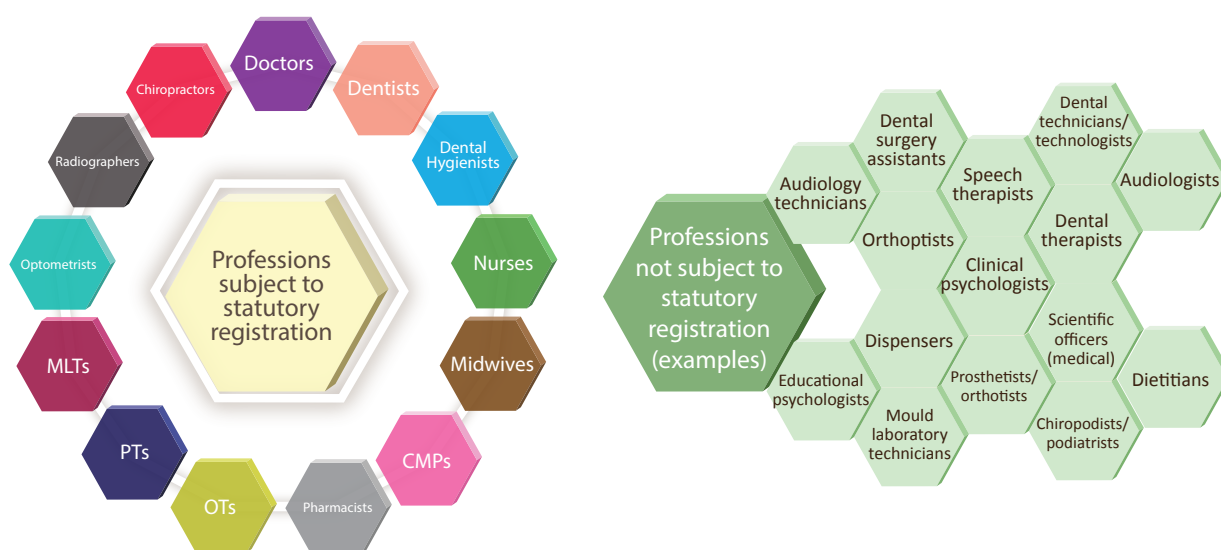 Doctors
Dentists
Dental
Hygienists
Nurses
Midwives
CMPs
Pharmacists
OTs
PTs
MLTs
Optometrists
Radiographers
Chiropractors
Professions
subject to
statutory
registration
Professions
not subject to
statutory
registration
(examples)
Audiology
technicians
Dental
surgery
assistants
Orthoptists
Speech
therapists
Dental
technicians/
technologists
Audiologists
Dental
therapists
Clinical
psychologists
Dispensers
Scientific
officers
(medical)
Educational
psychologists
Mould
laboratory
technicians
Prosthetists/
orthotists
Chiropodists/
podiatrists
Dietitians